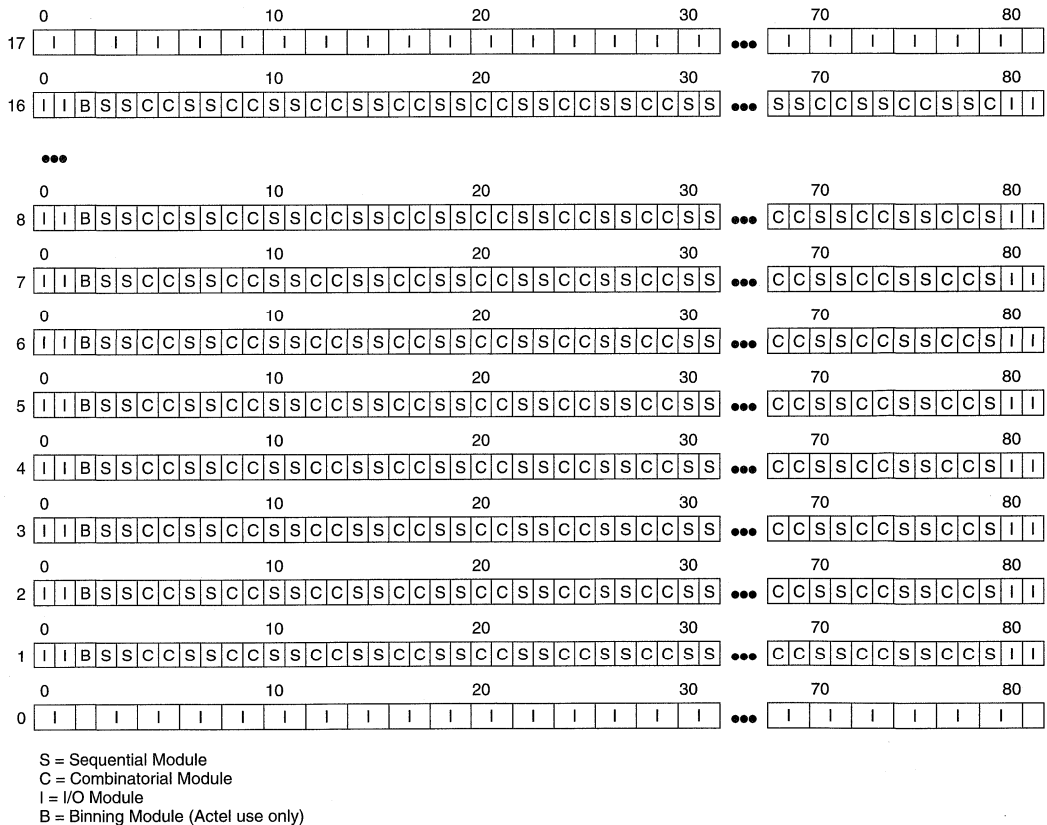 0 10 20 30 70 80
17 I I I I I I I I I I I I I I I I ••• I I I I I I
0 10 20 30 70 80
16 I I B S S C C S S C C S S C C S S C C S S C C S S C C S S C C S S ••• S S C C S S C C S S C I I
•••
0 10 20 30 70 80
8 I I B S S C C S S C C S S C C S S C C S S C C S S C C S S C C S S ••• C C S S C C S S C C S I I
0 10 20 30 70 80
7 I I B S S C C S S C C S S C C S S C C S S C C S S C C S S C C S S ••• C C S S C C S S C C S I I
0 10 20 30 70 80
6 I I B S S C C S S C C S S C C S S C C S S C C S S C C S S C C S S ••• C C S S C C S S C C S I I
0 10 20 30 70 80
5 I I B S S C C S S C C S S C C S S C C S S C C S S C C S S C C S S ••• C C S S C C S S C C S I I
0 10 20 30 70 80
4 I I B S S C C S S C C S S C C S S C C S S C C S S C C S S C C S S ••• C C S S C C S S C C S I I
0 10 20 30 70 80
3 I I B S S C C S S C C S S C C S S C C S S C C S S C C S S C C S S ••• C C S S C C S S C C S I I
0 10 20 30 70 80
2 I I B S S C C S S C C S S C C S S C C S S C C S S C C S S C C S S ••• C C S S C C S S C C S I I
0 10 20 30 70 80
1 I I B S S C C S S C C S S C C S S C C S S C C S S C C S S C C S S ••• C C S S C C S S C C S I I
0 10 20 30 70 80
0 I I I I I I I I I I I I I I I I ••• I I I I I I
S = Sequential Module
C = Combinatorial Module
I = I/O Module
B = Binning Module (Actel use only)